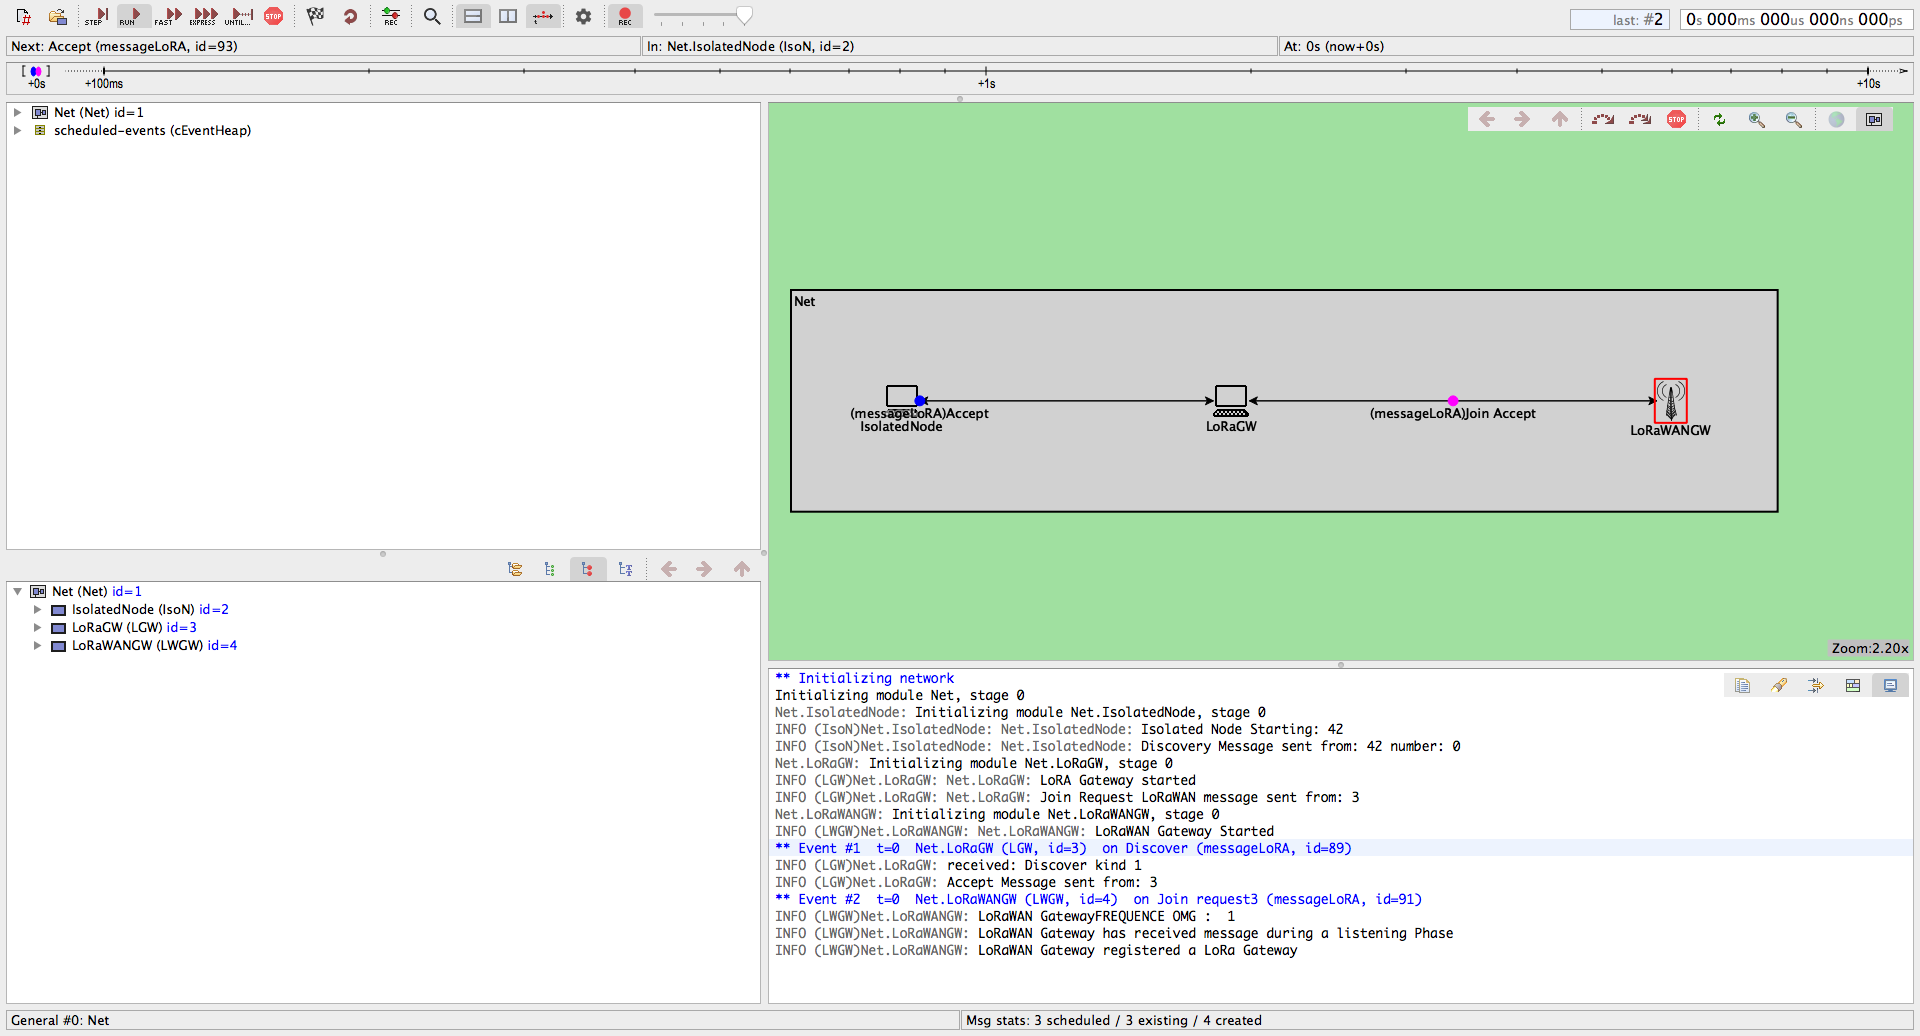 STEP RUN FAST EXPRESS UNTIL... STOP REC REC last: #2 0s 000ms 000us 000ns 000ps
Next: Accept (messageLoRA, id=93) In: Net.IsolatedNode (IsoN, id=2) At: 0s (now+0s)
[ ]
+0s +100ms +1s +10s
Net (Net) id=1
scheduled-events (cEventHeap)
Net (Net) id=1
IsolatedNode (IsoN) id=2
LoRaGW (LGW) id=3
LoRaWANGW (LWGW) id=4
STOP
Net
(messageLoRA)Accept
IsolatedNode
LoRaGW
(messageLoRA)Join Accept
LoRaWANGW
Zoom:2.20x
** Initializing network
Initializing module Net, stage 0
Net.IsolatedNode: Initializing module Net.IsolatedNode, stage 0
INFO (IsoN)Net.IsolatedNode: Net.IsolatedNode: Isolated Node Starting: 42
INFO (IsoN)Net.IsolatedNode: Net.IsolatedNode: Discovery Message sent from: 42 number: 0
Net.LoRaGW: Initializing module Net.LoRaGW, stage 0
INFO (LGW)Net.LoRaGW: Net.LoRaGW: LoRA Gateway started
INFO (LGW)Net.LoRaGW: Net.LoRaGW: Join Request LoRaWAN message sent from: 3
Net.LoRaWANGW: Initializing module Net.LoRaWANGW, stage 0
INFO (LWGW)Net.LoRaWANGW: Net.LoRaWANGW: LoRaWAN Gateway Started
** Event #1 t=0 Net.LoRaGW (LGW, id=3) on Discover (messageLoRA, id=89)
INFO (LGW)Net.LoRaGW: received: Discover kind 1
INFO (LGW)Net.LoRaGW: Accept Message sent from: 3
** Event #2 t=0 Net.LoRaWANGW (LWGW, id=4) on Join request3 (messageLoRA, id=91)
INFO (LWGW)Net.LoRaWANGW: LoRaWAN GatewayFREQUENCE OMG : 1
INFO (LWGW)Net.LoRaWANGW: LoRaWAN Gateway has received message during a listening Phase
INFO (LWGW)Net.LoRaWANGW: LoRaWAN Gateway registered a LoRa Gateway
General #0: Net
Msg stats: 3 scheduled / 3 existing / 4 created